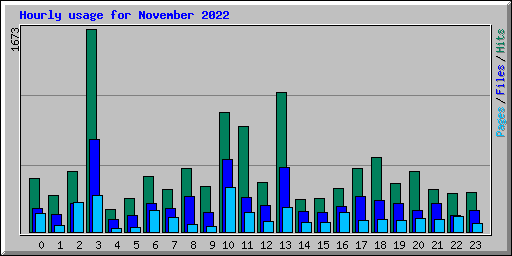 Hourly usage for November 2022
1673
Pages / Files / Hits
0 1 2 3 4 5 6 7 8 9 10 11 12 13 14 15 16 17 18 19 20 21 22 23